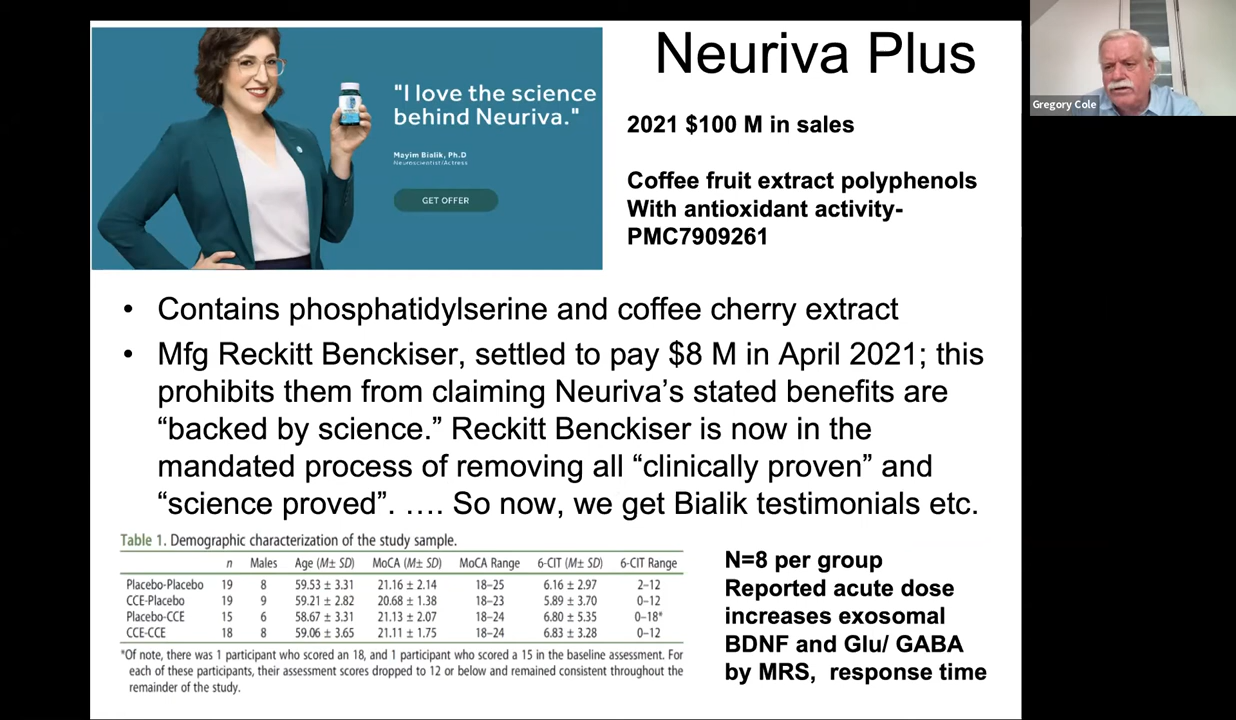 Neuriva Plus
"I love the science
behind Neuriva."
Mayim Bialik, Ph.D
Neuroscientist/Actress
GET OFFER
2021 $100 M in sales
Coffee fruit extract polyphenols
With antioxidant activity-
PMC7909261
Gregory Cole
• Contains phosphatidylserine and coffee cherry extract
• Mfg Reckitt Benckiser, settled to pay $8 M in April 2021; this
prohibits them from claiming Neuriva’s stated benefits are
“backed by science.” Reckitt Benckiser is now in the
mandated process of removing all “clinically proven” and
“science proved”. …. So now, we get Bialik testimonials etc.
Table 1. Demographic characterization of the study sample.
n Males Age (M± SD) MoCA (M± SD) MoCA Range 6-CIT (M± SD) 6-CIT Range
Placebo-Placebo 19 8 59.53 ± 3.31 21.16 ± 2.14 18–25 6.16 ± 2.97 2–12
CCE-Placebo 19 9 59.21 ± 2.82 20.68 ± 1.38 18–23 5.89 ± 3.70 0–12
Placebo-CCE 15 6 58.67 ± 3.31 21.13 ± 2.07 18–24 6.80 ± 5.35 0–18*
CCE-CCE 18 8 59.06 ± 3.65 21.11 ± 1.75 18–24 6.83 ± 3.28 0–12
*Of note, there was 1 participant who scored an 18, and 1 participant who scored a 15 in the baseline assessment. For
each of these participants, their assessment scores dropped to 12 or below and remained consistent throughout the
remainder of the study.
N=8 per group
Reported acute dose
increases exosomal
BDNF and Glu/ GABA
by MRS, response time